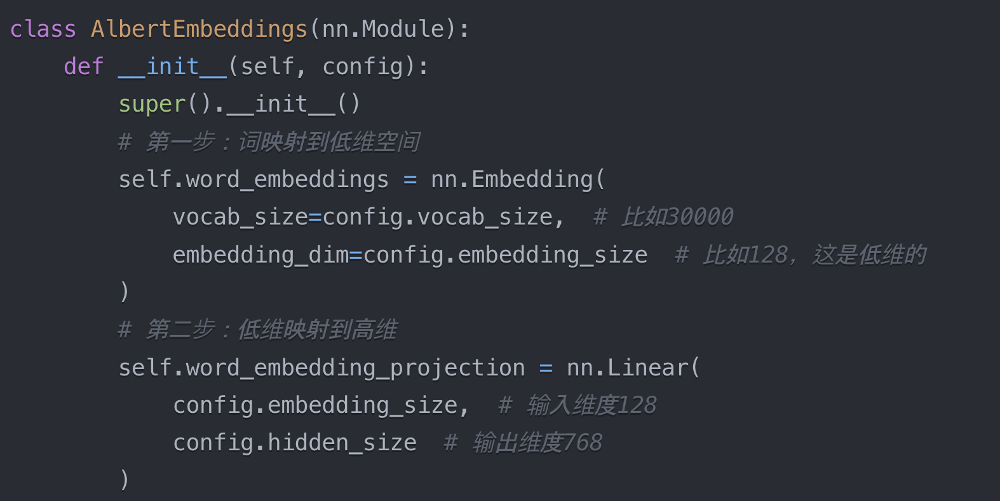 class AlbertEmbeddings(nn.Module):
    def __init__(self, config):
        super().__init__()
        # 第一步：词映射到低维空间
        self.word_embeddings = nn.Embedding(
            vocab_size=config.vocab_size,  # 比如30000
            embedding_dim=config.embedding_size  # 比如128，这是低维的
        )
        # 第二步：低维映射到高维
        self.word_embedding_projection = nn.Linear(
            config.embedding_size,  # 输入维度128
            config.hidden_size  # 输出维度768
        )